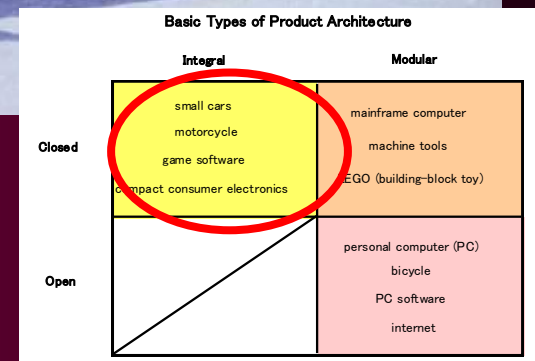 Basic Types of Product Architecture
Integral Modular
Closed
small cars
motorcycle
game software
compact consumer electronics
mainframe computer
machine tools
LEGO (building-block toy)
Open
personal computer (PC)
bicycle
PC software
internet